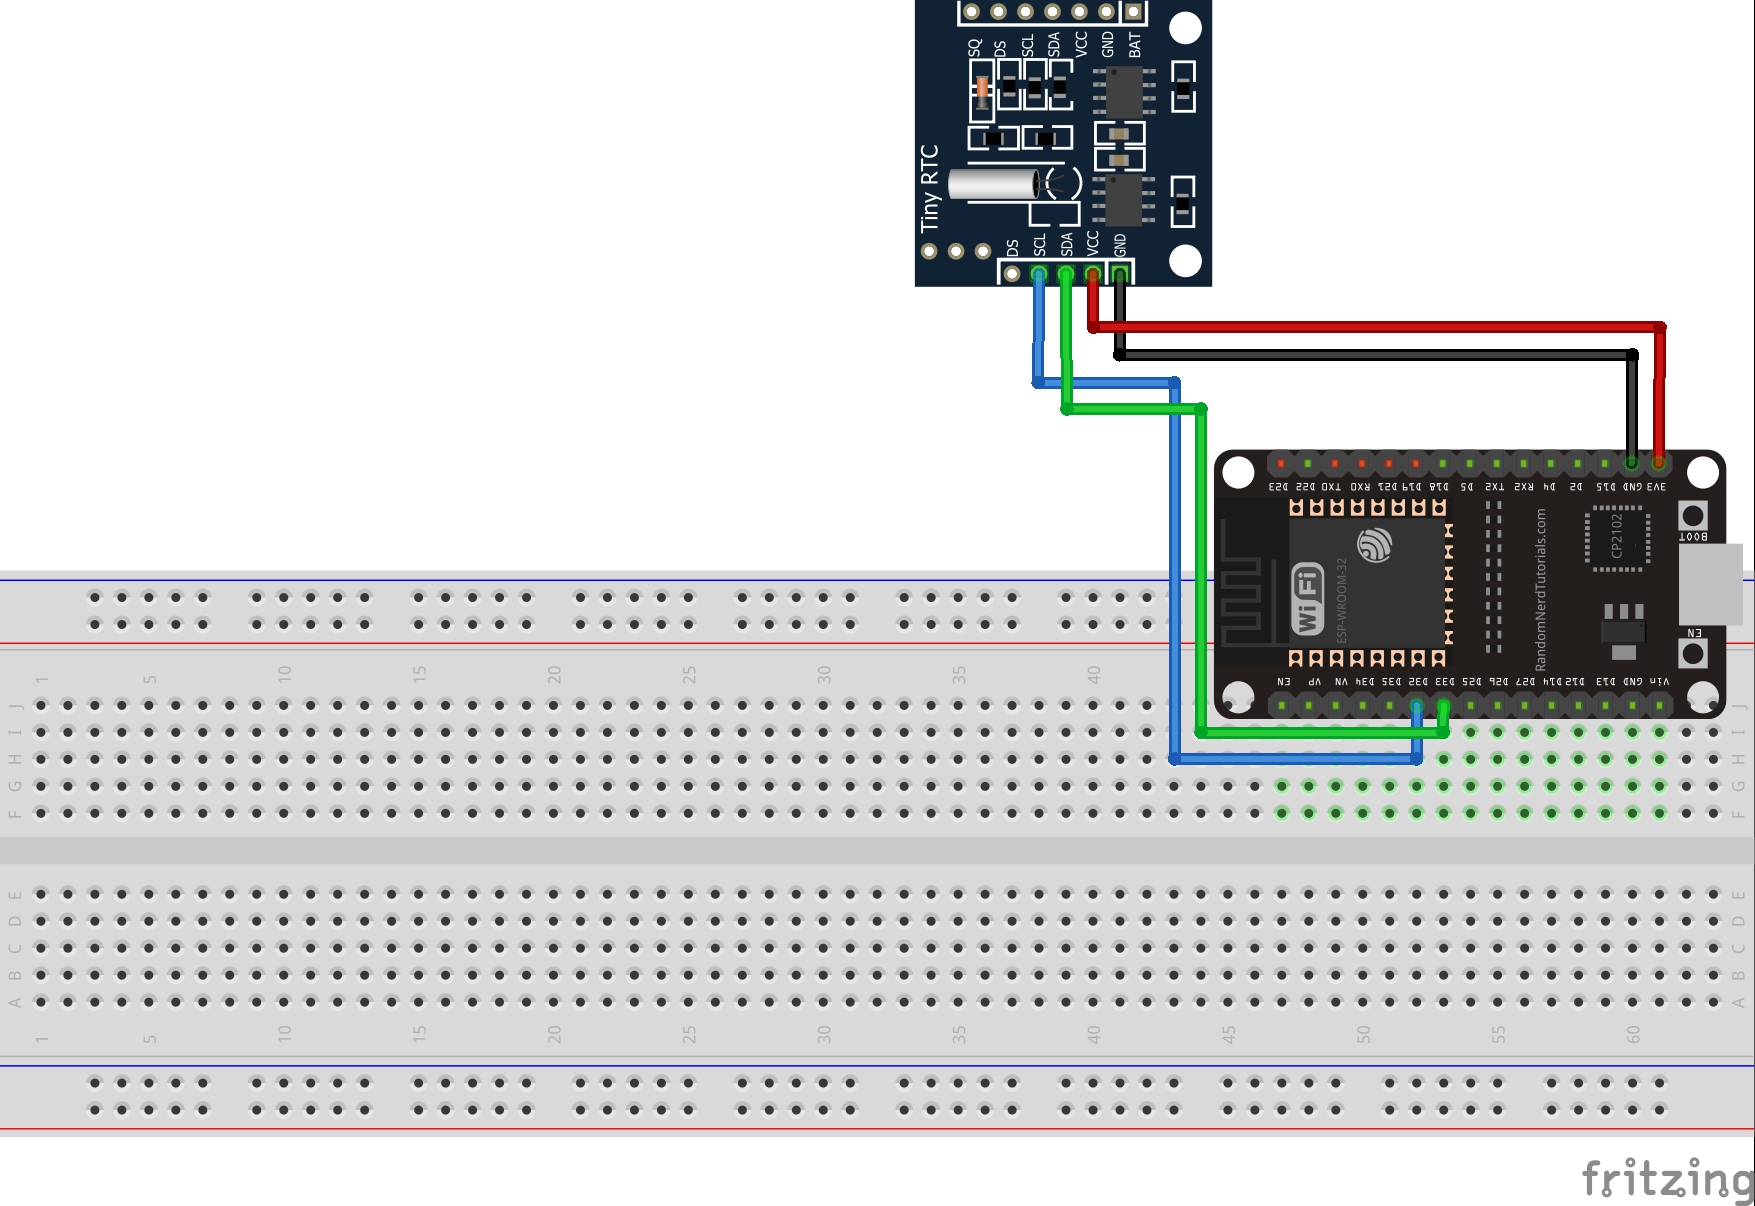 SQ DS SCL SDA VCC GND BAT
Tiny RTC
DS SCL SDA VCC GND
D23 D22 TX0 RX0 D21 D19 D18 D5 TX2 RX2 D4 D2 D15 GND 3V3
BOOT
CP2102
RandomNerdTutorials.com
WiFi
ESP-WROOM-32
EN
EN VP VN D34 D35 D32 D33 D25 D26 D27 D14 D12 D13 GND Vin
1 5 10 15 20 25 30 35 40
J J
I I
H H
G G
F F
E E
D D
C C
B B
A A
1 5 10 15 20 25 30 35 40 45 50 55 60
fritzing